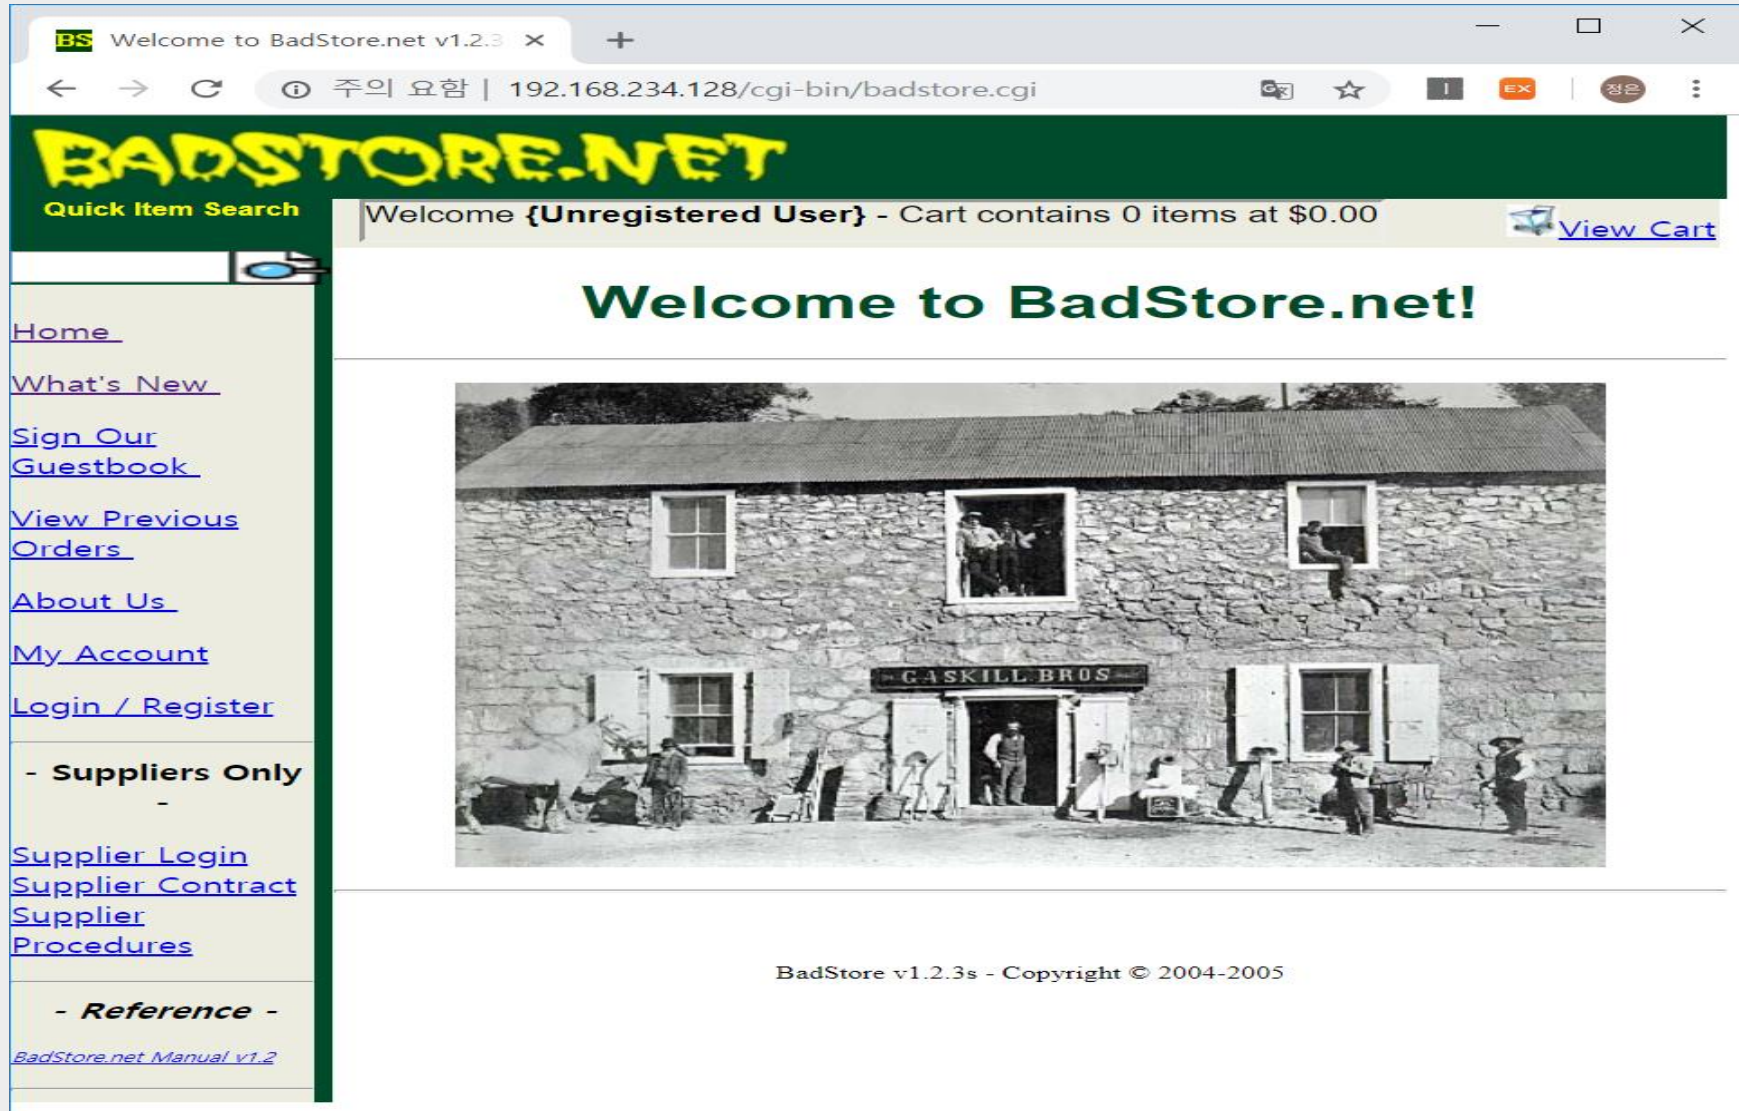 BS Welcome to BadStore.net v1.2.3
주의 요함 | 192.168.234.128/cgi-bin/badstore.cgi
EX
정은
BADSTORE.NET
Quick Item Search
Welcome {Unregistered User} - Cart contains 0 items at $0.00
View Cart
Welcome to BadStore.net!
Home
What's New
Sign Our
Guestbook
View Previous
Orders
About Us
My Account
Login / Register
- Suppliers Only
-
Supplier Login
Supplier Contract
Supplier
Procedures
- Reference -
BadStore.net Manual v1.2
GASKILL BROS
BadStore v1.2.3s - Copyright © 2004-2005